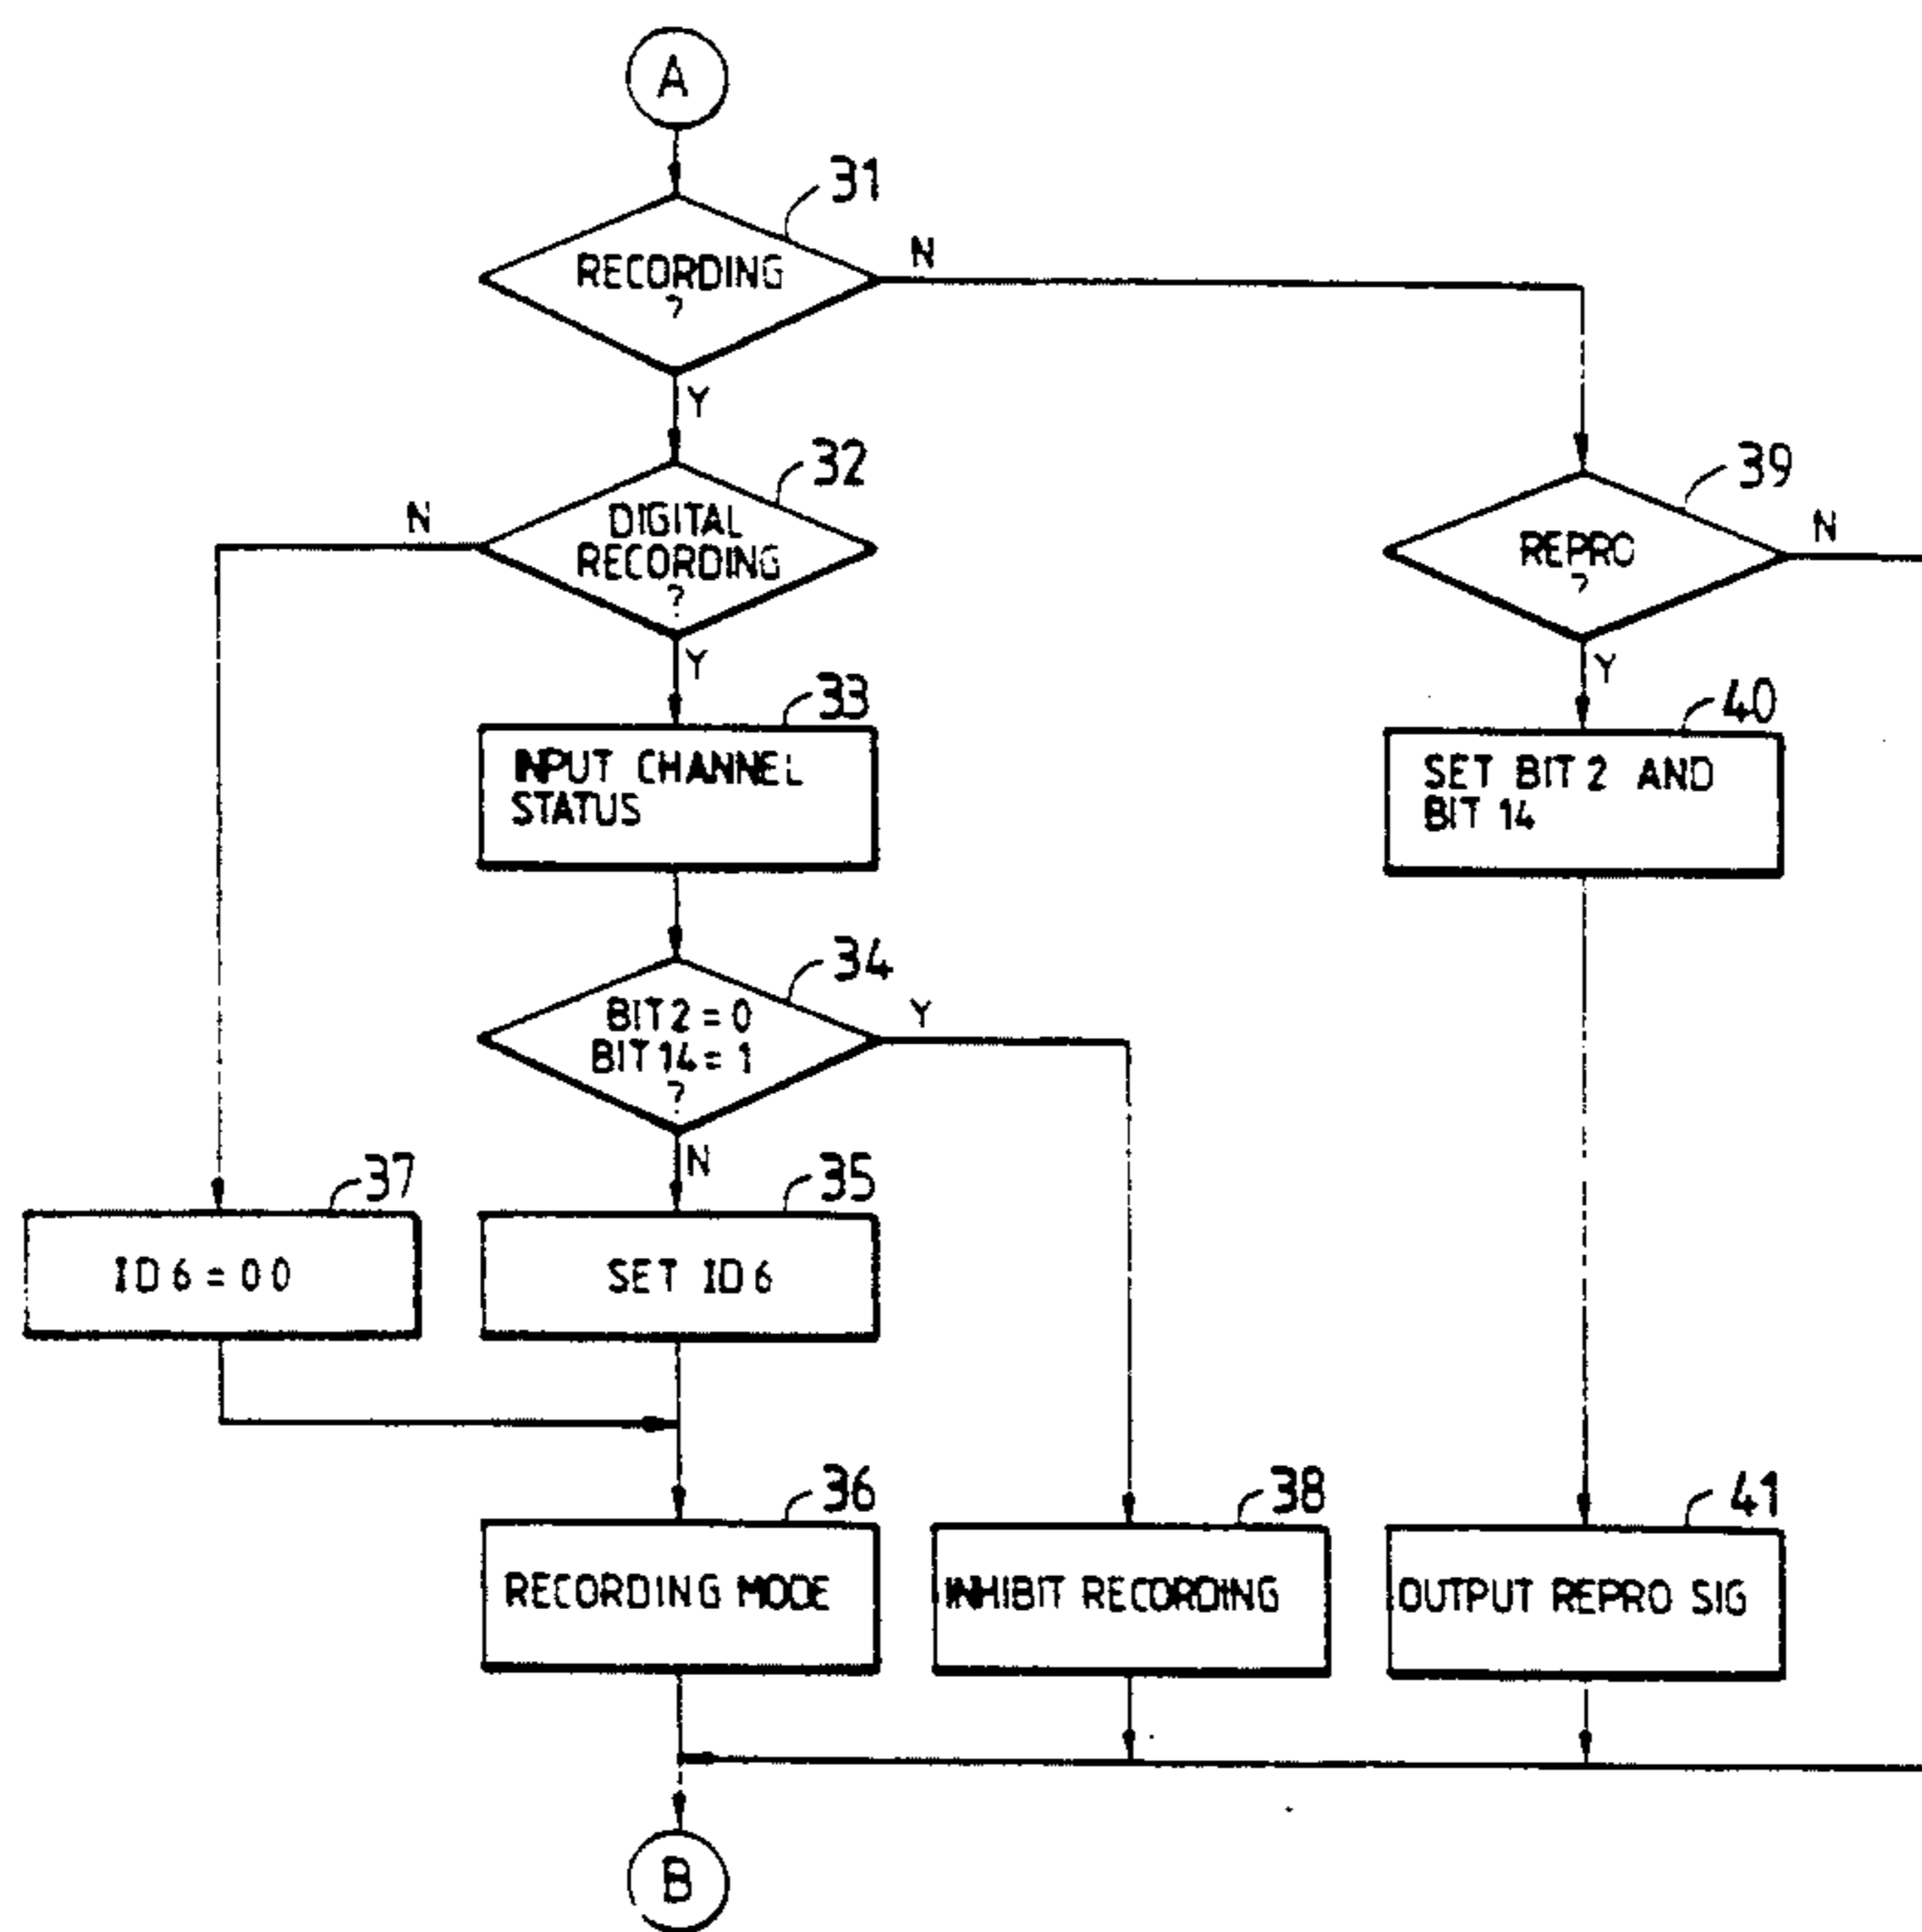 A
31
RECORDING
?
N
Y
32
DIGITAL
RECORDING
?
N
Y
33
INPUT CHANNEL
STATUS
34
BIT 2 = 0
BIT 14 = 1
?
Y
N
37
ID 6 = 0 0
35
SET ID 6
36
RECORDING MODE
38
INHIBIT RECORDING
39
REPRO
?
N
Y
40
SET BIT 2 AND
BIT 14
41
OUTPUT REPRO SIG
B